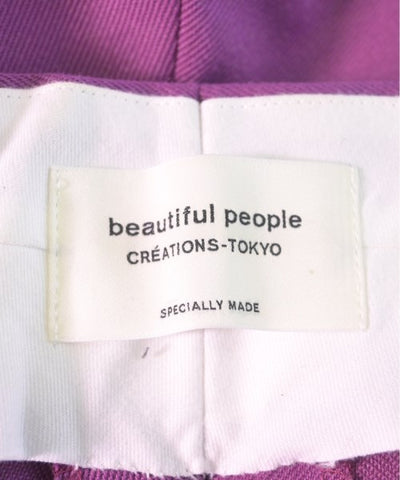 beautiful people
CRÉATIONS-TOKYO
SPECIALLY MADE